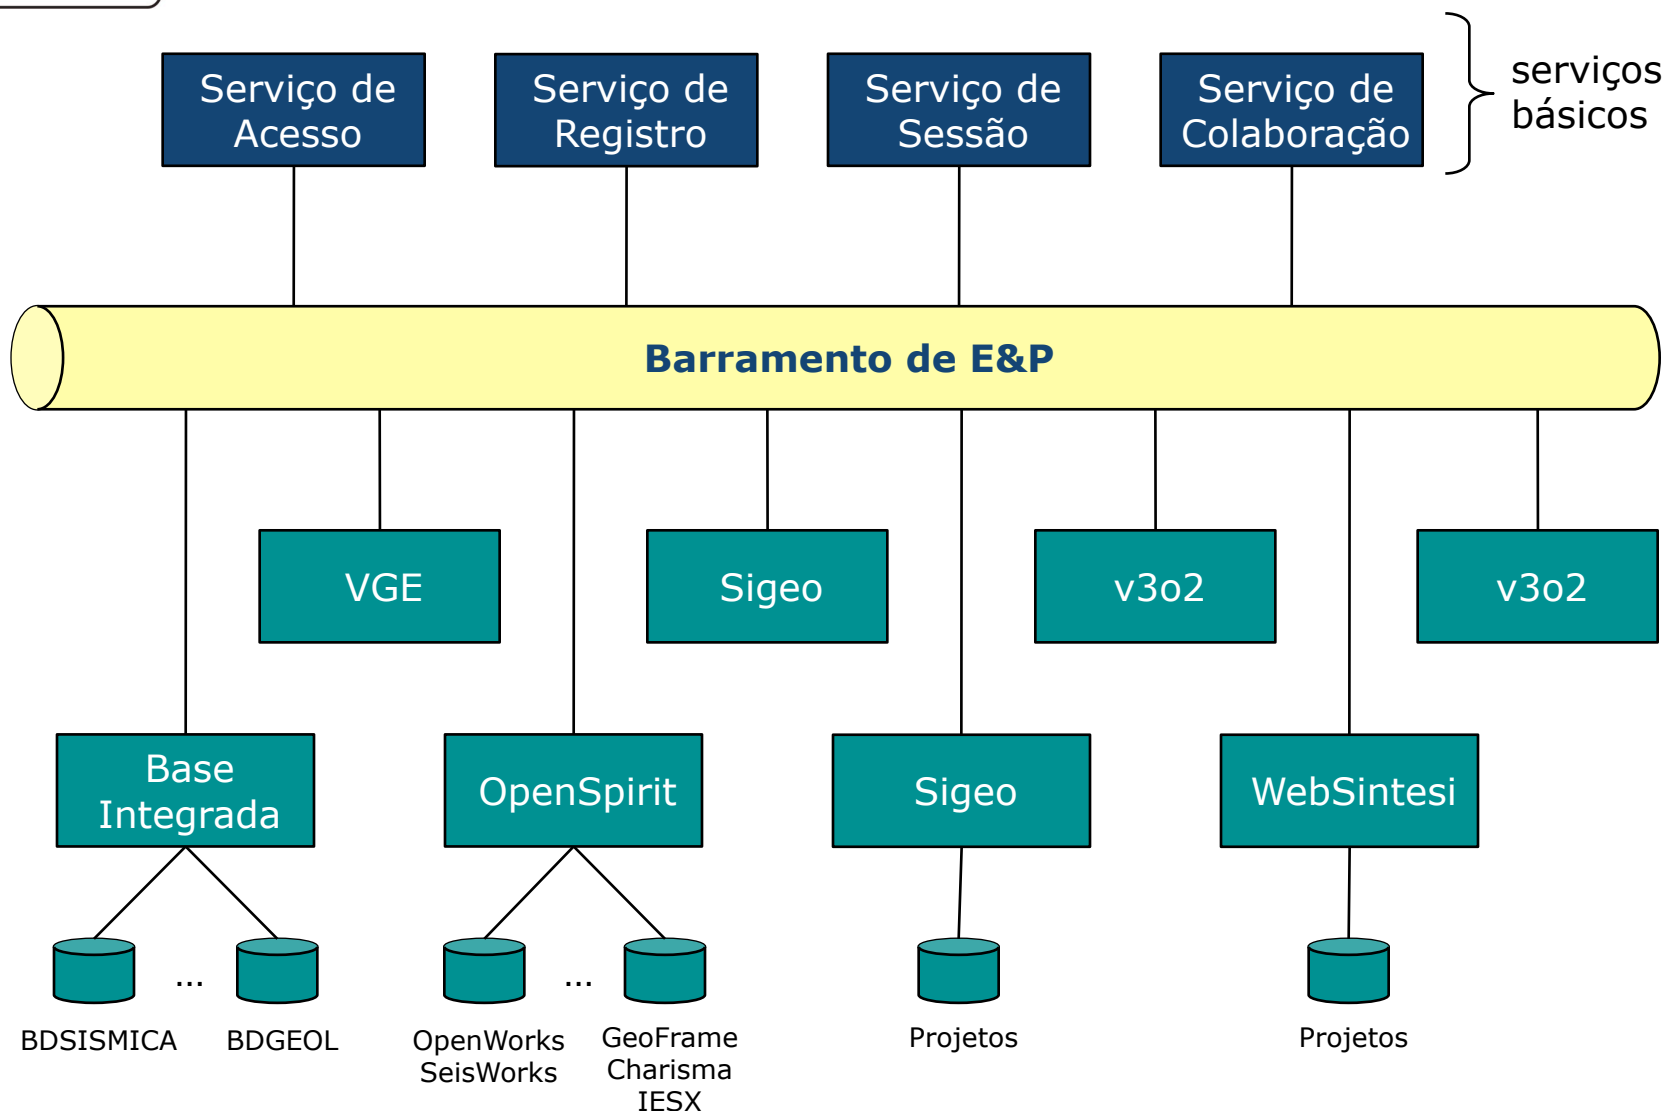 Serviço de
Acesso
Serviço de
Registro
Serviço de
Sessão
Serviço de
Colaboração
serviços
básicos
Barramento de E&P
VGE
Sigeo
v3o2
v3o2
Base
Integrada
OpenSpirit
Sigeo
WebSintesi
...
...
BDSISMICA
BDGEOL
OpenWorks
SeisWorks
GeoFrame
Charisma
IESX
Projetos
Projetos